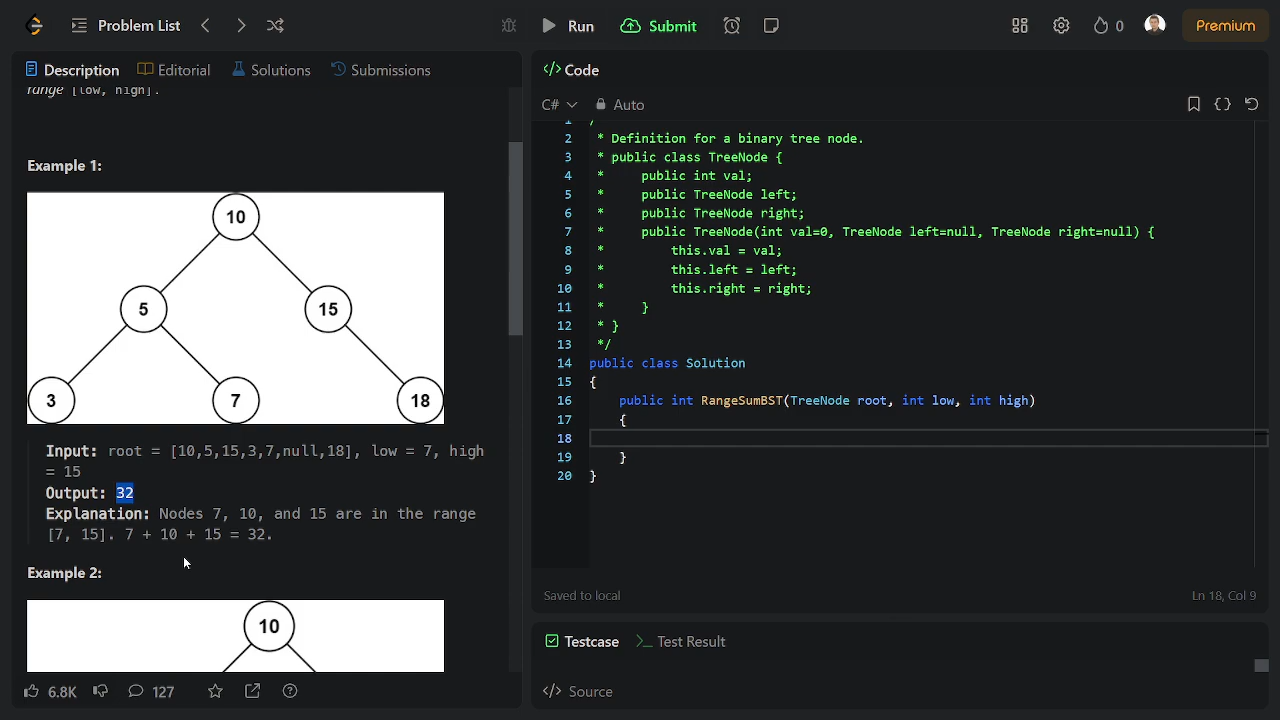 Problem List
Run
Submit
0
Premium
Description
Editorial
Solutions
Submissions
range [low, high].
Example 1:
10
5
15
3
7
18
Input: root = [10,5,15,3,7,null,18], low = 7, high
= 15
Output: 32
Explanation: Nodes 7, 10, and 15 are in the range
[7, 15]. 7 + 10 + 15 = 32.
Example 2:
10
6.8K
127
Code
C#
Auto
1 /
2 * Definition for a binary tree node.
3 * public class TreeNode {
4 *     public int val;
5 *     public TreeNode left;
6 *     public TreeNode right;
7 *     public TreeNode(int val=0, TreeNode left=null, TreeNode right=null) {
8 *         this.val = val;
9 *         this.left = left;
10 *         this.right = right;
11 *     }
12 * }
13 */
14 public class Solution
15 {
16     public int RangeSumBST(TreeNode root, int low, int high)
17     {
18
19     }
20 }
Saved to local
Ln 18, Col 9
Testcase
>_ Test Result
</> Source